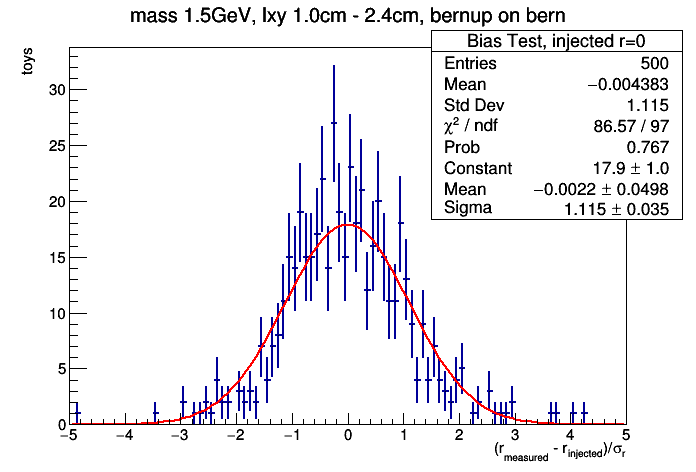 mass 1.5GeV, lxy 1.0cm - 2.4cm, bernup on bern
toys
Bias Test, injected r=0
Entries 500
Mean −0.004383
Std Dev 1.115
χ² / ndf 86.57 / 97
Prob 0.767
Constant 17.9 ± 1.0
Mean −0.0022 ± 0.0498
Sigma 1.115 ± 0.035
30
25
20
15
10
5
0
−5 −4 −3 −2 −1 0 1 2 3 4 5
(r_measured - r_injected)/σ_r